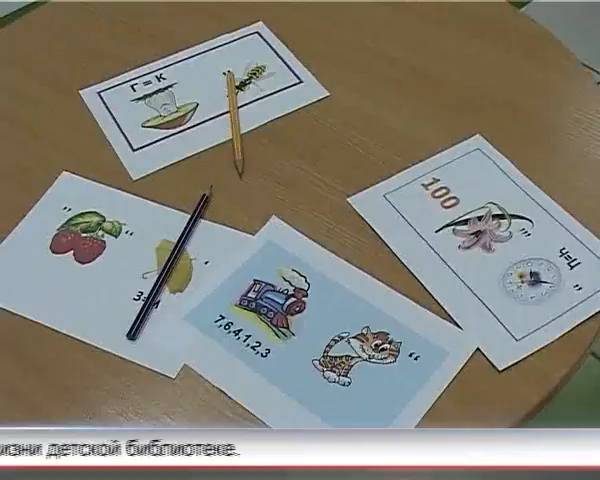 Г = К
100
Ч=Ц
7,6,4,1,2,3
детской библиотеке.